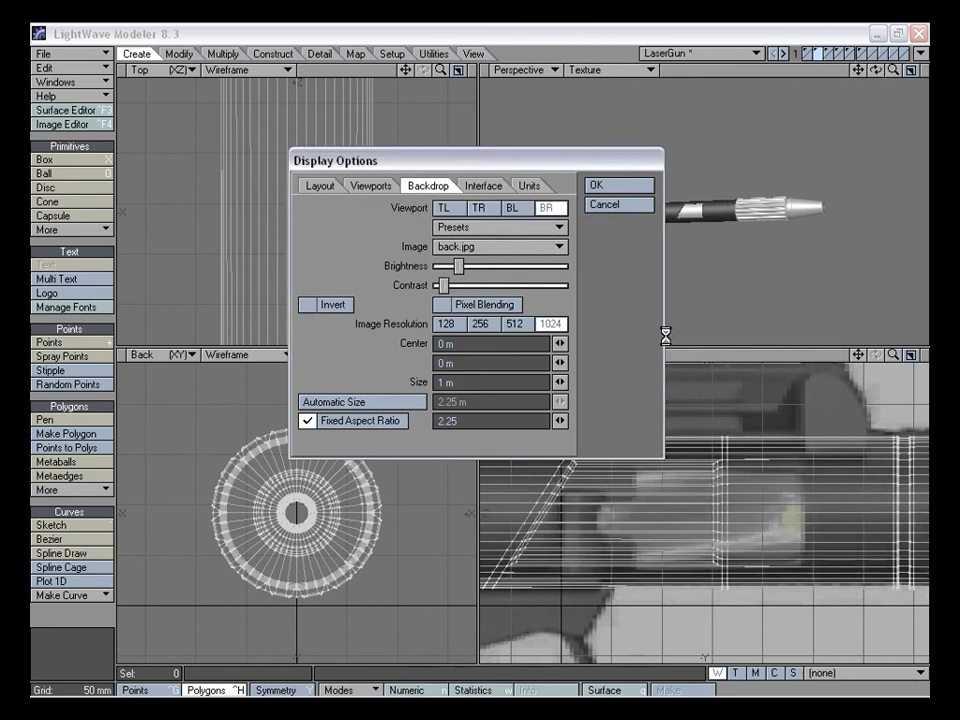 LightWave Modeler 8.3
File Create Modify Multiply Construct Detail Map Setup Utilities View LaserGun * 1
Edit Top (XZ) Wireframe Perspective Texture
Windows
Help
Surface Editor F3
Image Editor ^F4
Primitives
Box X
Ball O
Disc
Cone
Capsule
More
Text
Text
Multi Text
Logo
Manage Fonts
Points
Points +
Spray Points
Stipple
Random Points
Polygons
Pen
Make Polygon
Points to Polys
Metaballs
Metaedges
More
Curves
Sketch
Bezier
Spline Draw
Spline Cage
Plot 1D
Make Curve
Display Options
Layout Viewports Backdrop Interface Units
OK
Cancel
Viewport TL TR BL BR
Presets
Image back.jpg
Brightness
Contrast
Invert Pixel Blending
Image Resolution 128 256 512 1024
Center 0 m
0 m
Size 1 m
Automatic Size 2.25 m
Fixed Aspect Ratio 2.25
Back (XY) Wireframe
Sel: 0 W T M C S (none)
Grid: 50 mm Points ^G Polygons ^H Symmetry Y Modes Numeric n Statistics w Info i Surface q Make